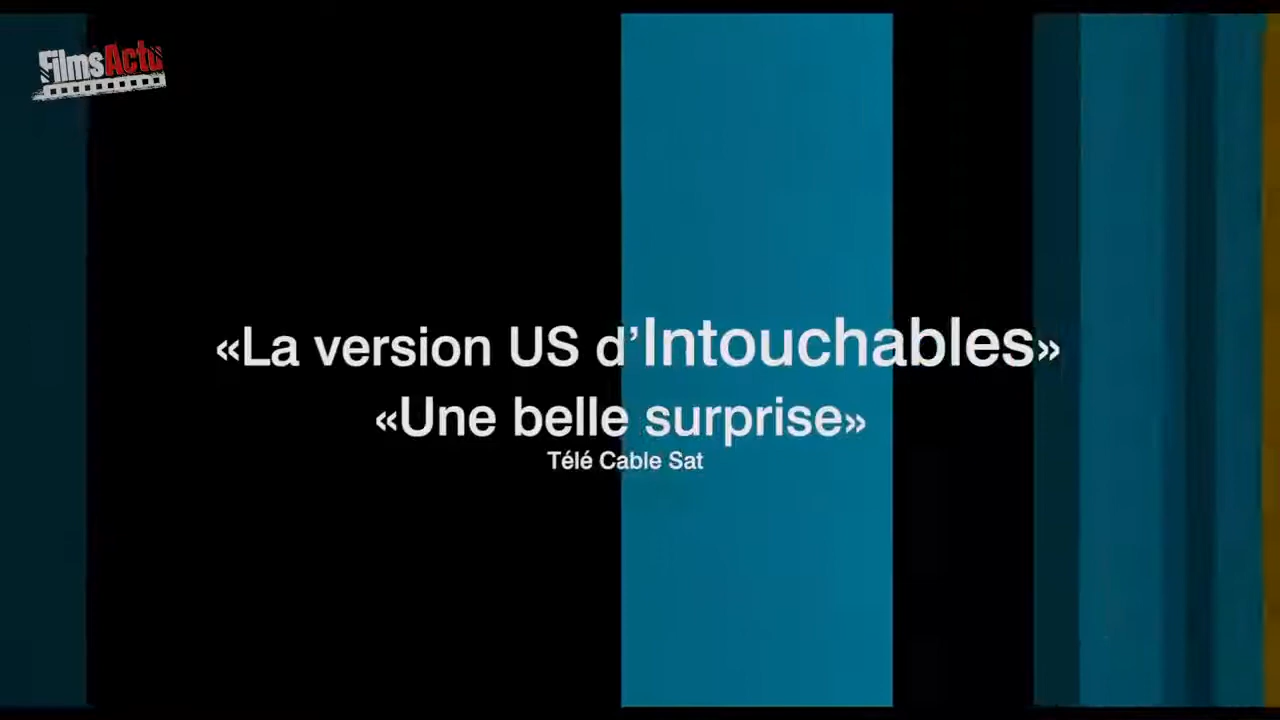 FilmsActu
«La version US d’Intouchables»
«Une belle surprise»
Télé Cable Sat